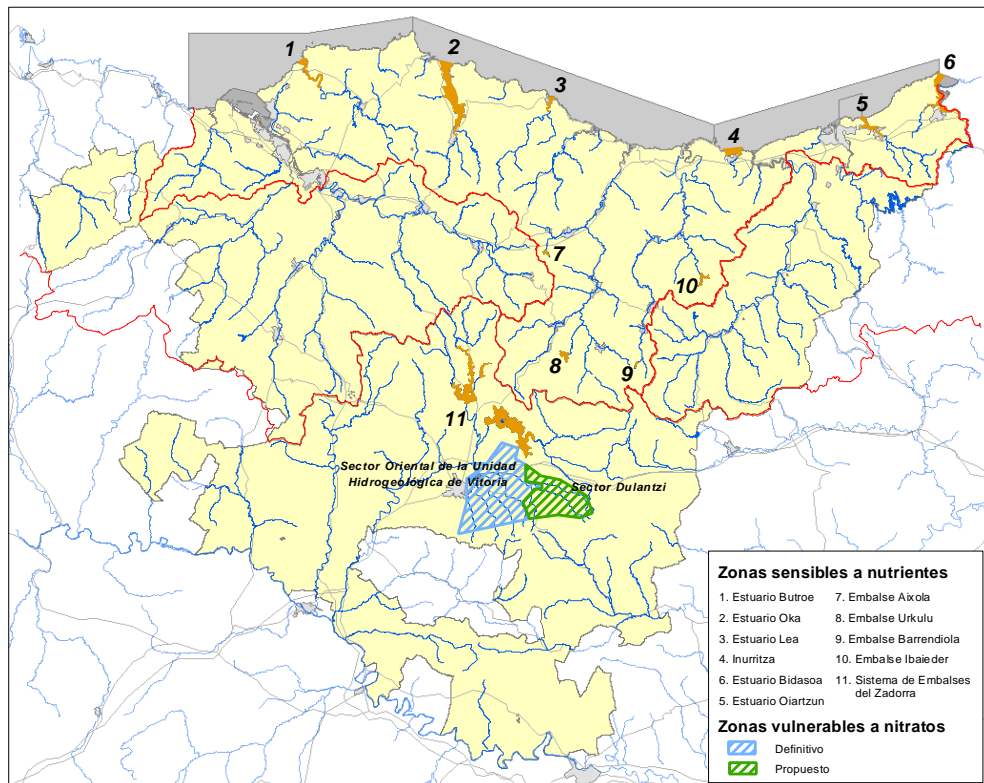 1
2
3
4
5
6
7
8
9
10
11
Sector Oriental de la Unidad
Hidrogeológica de Vitoria
Sector Dulantzi
Zonas sensibles a nutrientes
1. Estuario Butroe
2. Estuario Oka
3. Estuario Lea
4. Inurritza
6. Estuario Bidasoa
5. Estuario Oiartzun
7. Embalse Aixola
8. Embalse Urkulu
9. Embalse Barrendiola
10. Embalse Ibaieder
11. Sistema de Embalses
del Zadorra
Zonas vulnerables a nitratos
Definitivo
Propuesto